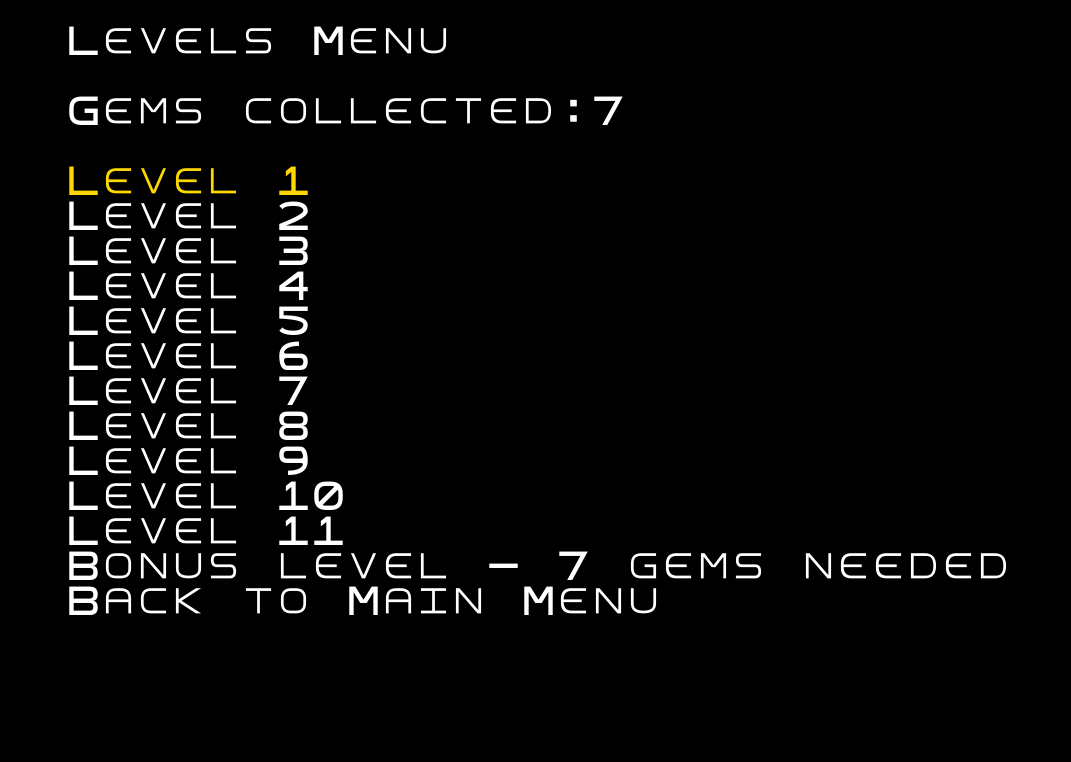 Levels Menu
Gems collected:7
Level 1
Level 2
Level 3
Level 4
Level 5
Level 6
Level 7
Level 8
Level 9
Level 10
Level 11
Bonus level — 7 gems needed
Back to Main Menu